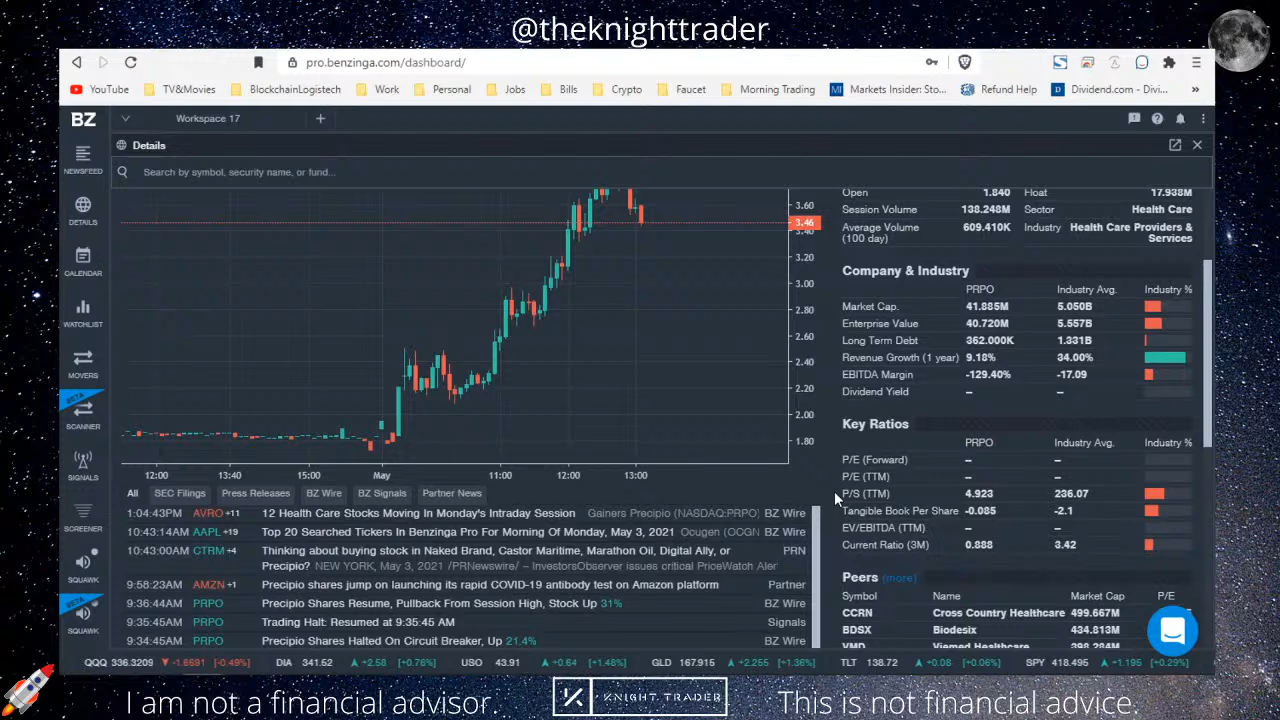 @theknighttrader
pro.benzinga.com/dashboard/
YouTube TV&Movies BlockchainLogistech Work Personal Jobs Bills Crypto Faucet Morning Trading Markets Insider: Sto... Refund Help Dividend.com - Divi... »
BZ Workspace 17 +
Details
NEWSFEED
Search by symbol, security name, or fund...
DETAILS
CALENDAR
WATCHLIST
MOVERS
BETA
SCANNER
SIGNALS
SCREENER
SQUAWK
BETA
SQUAWK
3.60
3.46
3.40
3.20
3.00
2.80
2.60
2.40
2.20
2.00
1.80
12:00 13:40 15:00 May 11:00 12:00 13:00
Open 1.840 Float 17.938M
Session Volume 138.248M Sector Health Care
Average Volume (100 day) 609.410K Industry Health Care Providers & Services
Company & Industry
PRPO Industry Avg. Industry %
Market Cap. 41.885M 5.050B
Enterprise Value 40.720M 5.557B
Long Term Debt 362.000K 1.331B
Revenue Growth (1 year) 9.18% 34.00%
EBITDA Margin -129.40% -17.09
Dividend Yield – –
Key Ratios
PRPO Industry Avg. Industry %
P/E (Forward) – –
P/E (TTM) – –
P/S (TTM) 4.923 236.07
Tangible Book Per Share -0.085 -2.1
EV/EBITDA (TTM) – –
Current Ratio (3M) 0.888 3.42
Peers (more)
Symbol Name Market Cap P/E
CCRN Cross Country Healthcare 499.667M
BDSX Biodesix 434.813M
VMD Viemed Healthcare 398.284M
All SEC Filings Press Releases BZ Wire BZ Signals Partner News
1:04:43PM AVRO +11 12 Health Care Stocks Moving In Monday's Intraday Session Gainers Precipio (NASDAQ:PRPO) BZ Wire
10:43:14AM AAPL +19 Top 20 Searched Tickers In Benzinga Pro For Monday, May 3, 2021 Ocugen (OCGN BZ Wire
10:43:00AM CTRM +4 Thinking about buying stock in Naked Brand, Castor Maritime, Marathon Oil, Digital Ally, or PRN
Precipio? NEW YORK, May 3, 2021 /PRNewswire/ – InvestorsObserver issues critical PriceWatch Aler
9:58:23AM AMZN +1 Precipio shares jump on launching its rapid COVID-19 antibody test on Amazon platform Partner
9:36:44AM PRPO Precipio Shares Resume, Pullback From Session High, Stock Up 31% BZ Wire
9:35:45AM PRPO Trading Halt: Resumed at 9:35:45 AM Signals
9:34:45AM PRPO Precipio Shares Halted On Circuit Breaker, Up 21.4% BZ Wire
QQQ 336.3209 ▼ -1.6691 [-0.49%] DIA 341.52 ▲ +2.58 [+0.76%] USO 43.91 ▲ +0.64 [+1.48%] GLD 167.915 ▲ +2.255 [+1.36%] TLT 138.72 ▲ +0.08 [+0.06%] SPY 418.495 ▲ +1.195 [+0.29%]
I am not a financial advisor. KNIGHT TRADER This is not financial advice.